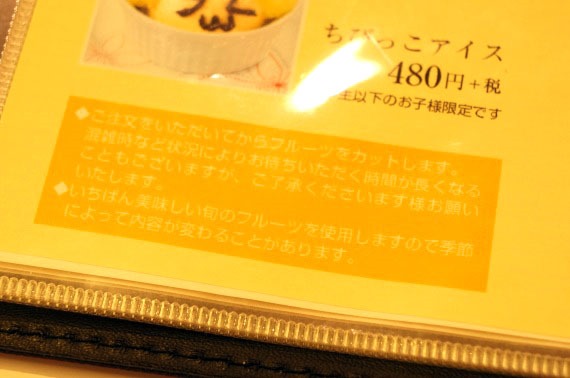 ちびっこアイス
480円+税
生以下のお子様限定です
◆ご注文をいただいてからフルーツをカットします。
混雑時など状況によりお待ちいただく時間が長くなる
こともございますが、ご了承くださいます様お願い
いたします。
◆いちばん美味しい旬のフルーツを使用しますので季節
によって内容が変わることがあります。